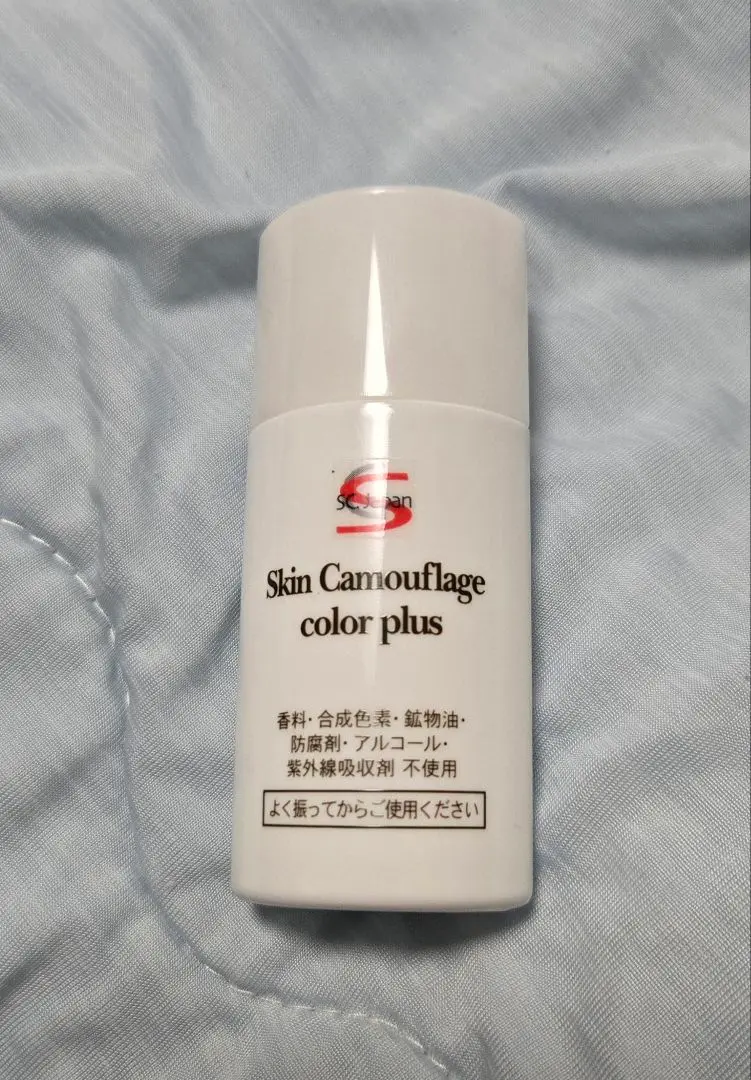 SC. Japan
Skin Camouflage
color plus
香料・合成色素・鉱物油・
防腐剤・アルコール・
紫外線吸収剤 不使用
よく振ってからご使用ください